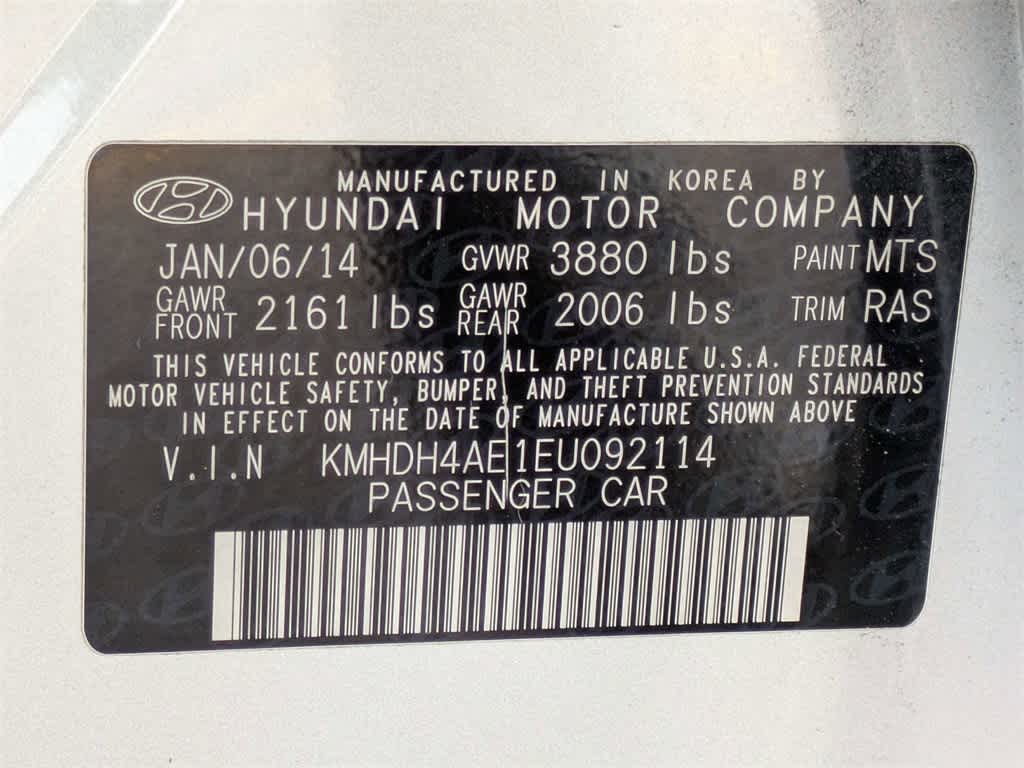 MANUFACTURED IN KOREA BY
HYUNDAI MOTOR COMPANY
JAN/06/14 GVWR 3880 lbs PAINT MTS
GAWR FRONT 2161 lbs GAWR REAR 2006 lbs TRIM RAS
THIS VEHICLE CONFORMS TO ALL APPLICABLE U.S.A. FEDERAL
MOTOR VEHICLE SAFETY, BUMPER, AND THEFT PREVENTION STANDARDS
IN EFFECT ON THE DATE OF MANUFACTURE SHOWN ABOVE
V.I.N KMHDH4AE1EU092114
PASSENGER CAR